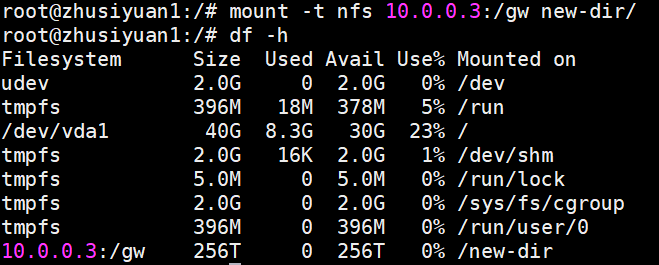 root@zhusiyuan1:/# mount -t nfs 10.0.0.3:/gw new-dir/
root@zhusiyuan1:/# df -h
Filesystem      Size  Used Avail Use% Mounted on
udev            2.0G     0  2.0G   0% /dev
tmpfs           396M   18M  378M   5% /run
/dev/vda1        40G  8.3G   30G  23% /
tmpfs           2.0G   16K  2.0G   1% /dev/shm
tmpfs           5.0M     0  5.0M   0% /run/lock
tmpfs           2.0G     0  2.0G   0% /sys/fs/cgroup
tmpfs           396M     0  396M   0% /run/user/0
10.0.0.3:/gw    256T     0  256T   0% /new-dir